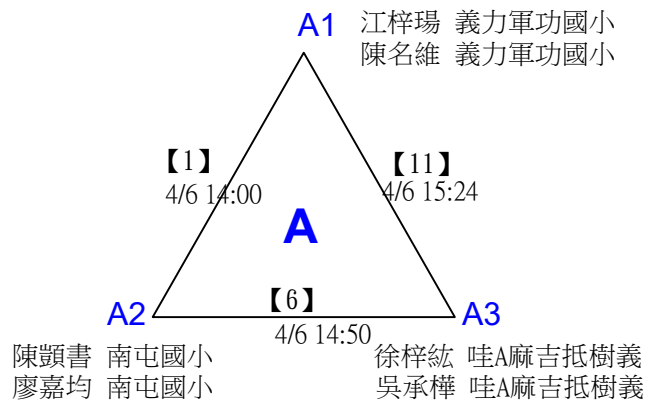 A1 江梓瑒 義力軍功國小
陳名維 義力軍功國小
【1】 【11】
4/6 14:00 4/6 15:24
A
A2 【6】 A3
4/6 14:50
陳顗書 南屯國小 徐梓紘 哇A麻吉抵樹義
廖嘉均 南屯國小 吳承樺 哇A麻吉抵樹義